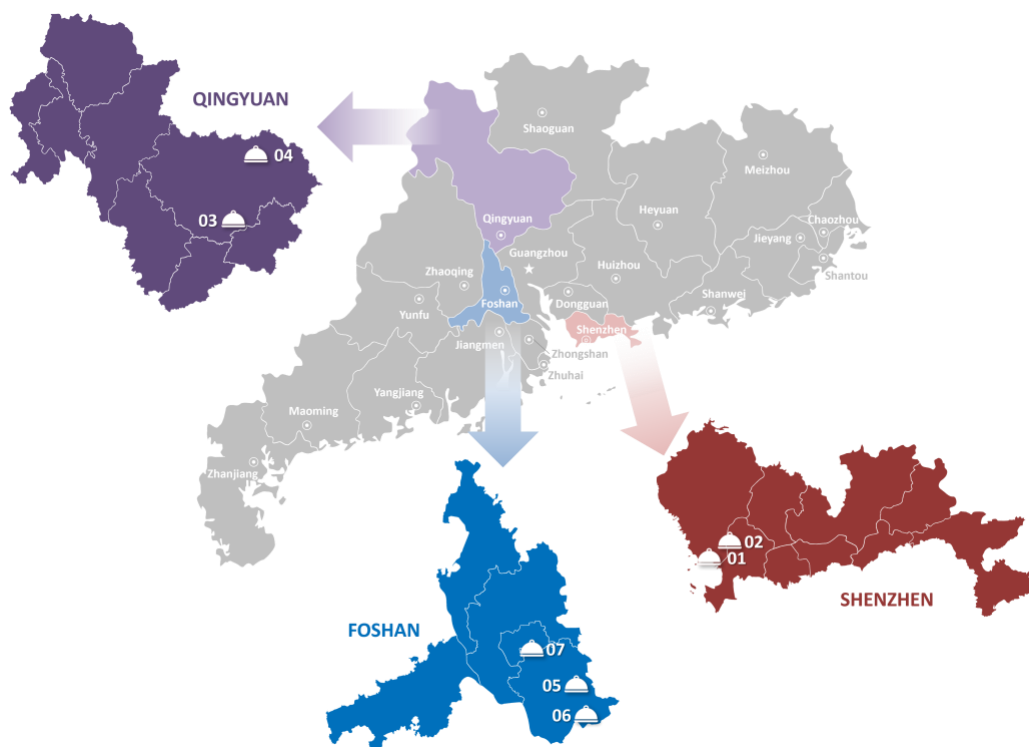 QINGYUAN
04
03
Shaoguan
Meizhou
Qingyuan
Heyuan
Chaozhou
Jieyang
Guangzhou
Zhaoqing
Huizhou
Shantou
Foshan
Dongguan
Shanwei
Yunfu
Shenzhen
Jiangmen
Zhongshan
Zhuhai
Yangjiang
Maoming
Zhanjiang
02
01
SHENZHEN
FOSHAN
07
05
06